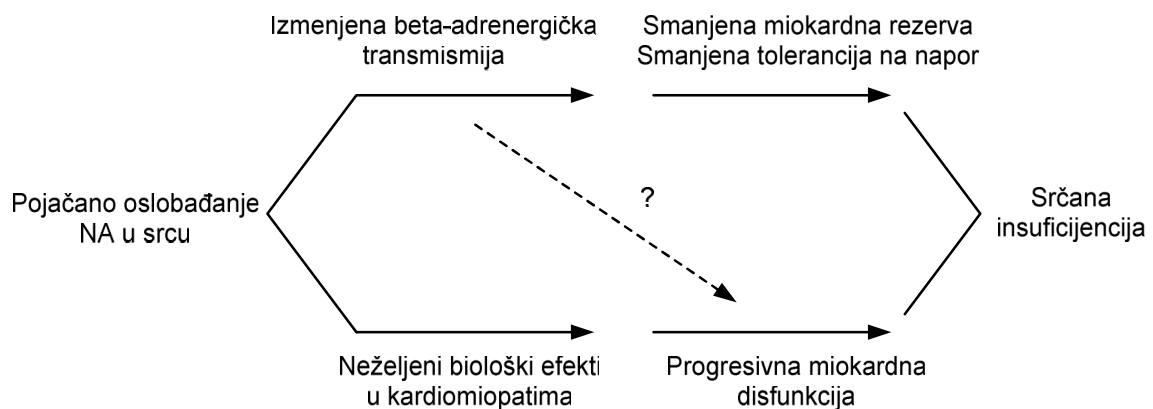 Izmenjena beta-adrenergička
transmismija
Smanjena miokardna rezerva
Smanjena tolerancija na napor
?
Pojačano oslobađanje
NA u srcu
Srčana
insuficijencija
Neželjeni biološki efekti
u kardiomiopatima
Progresivna miokardna
disfunkcija